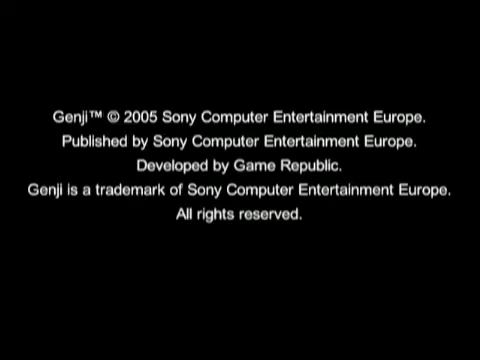 Genji™ © 2005 Sony Computer Entertainment Europe.
Published by Sony Computer Entertainment Europe.
Developed by Game Republic.
Genji is a trademark of Sony Computer Entertainment Europe.
All rights reserved.